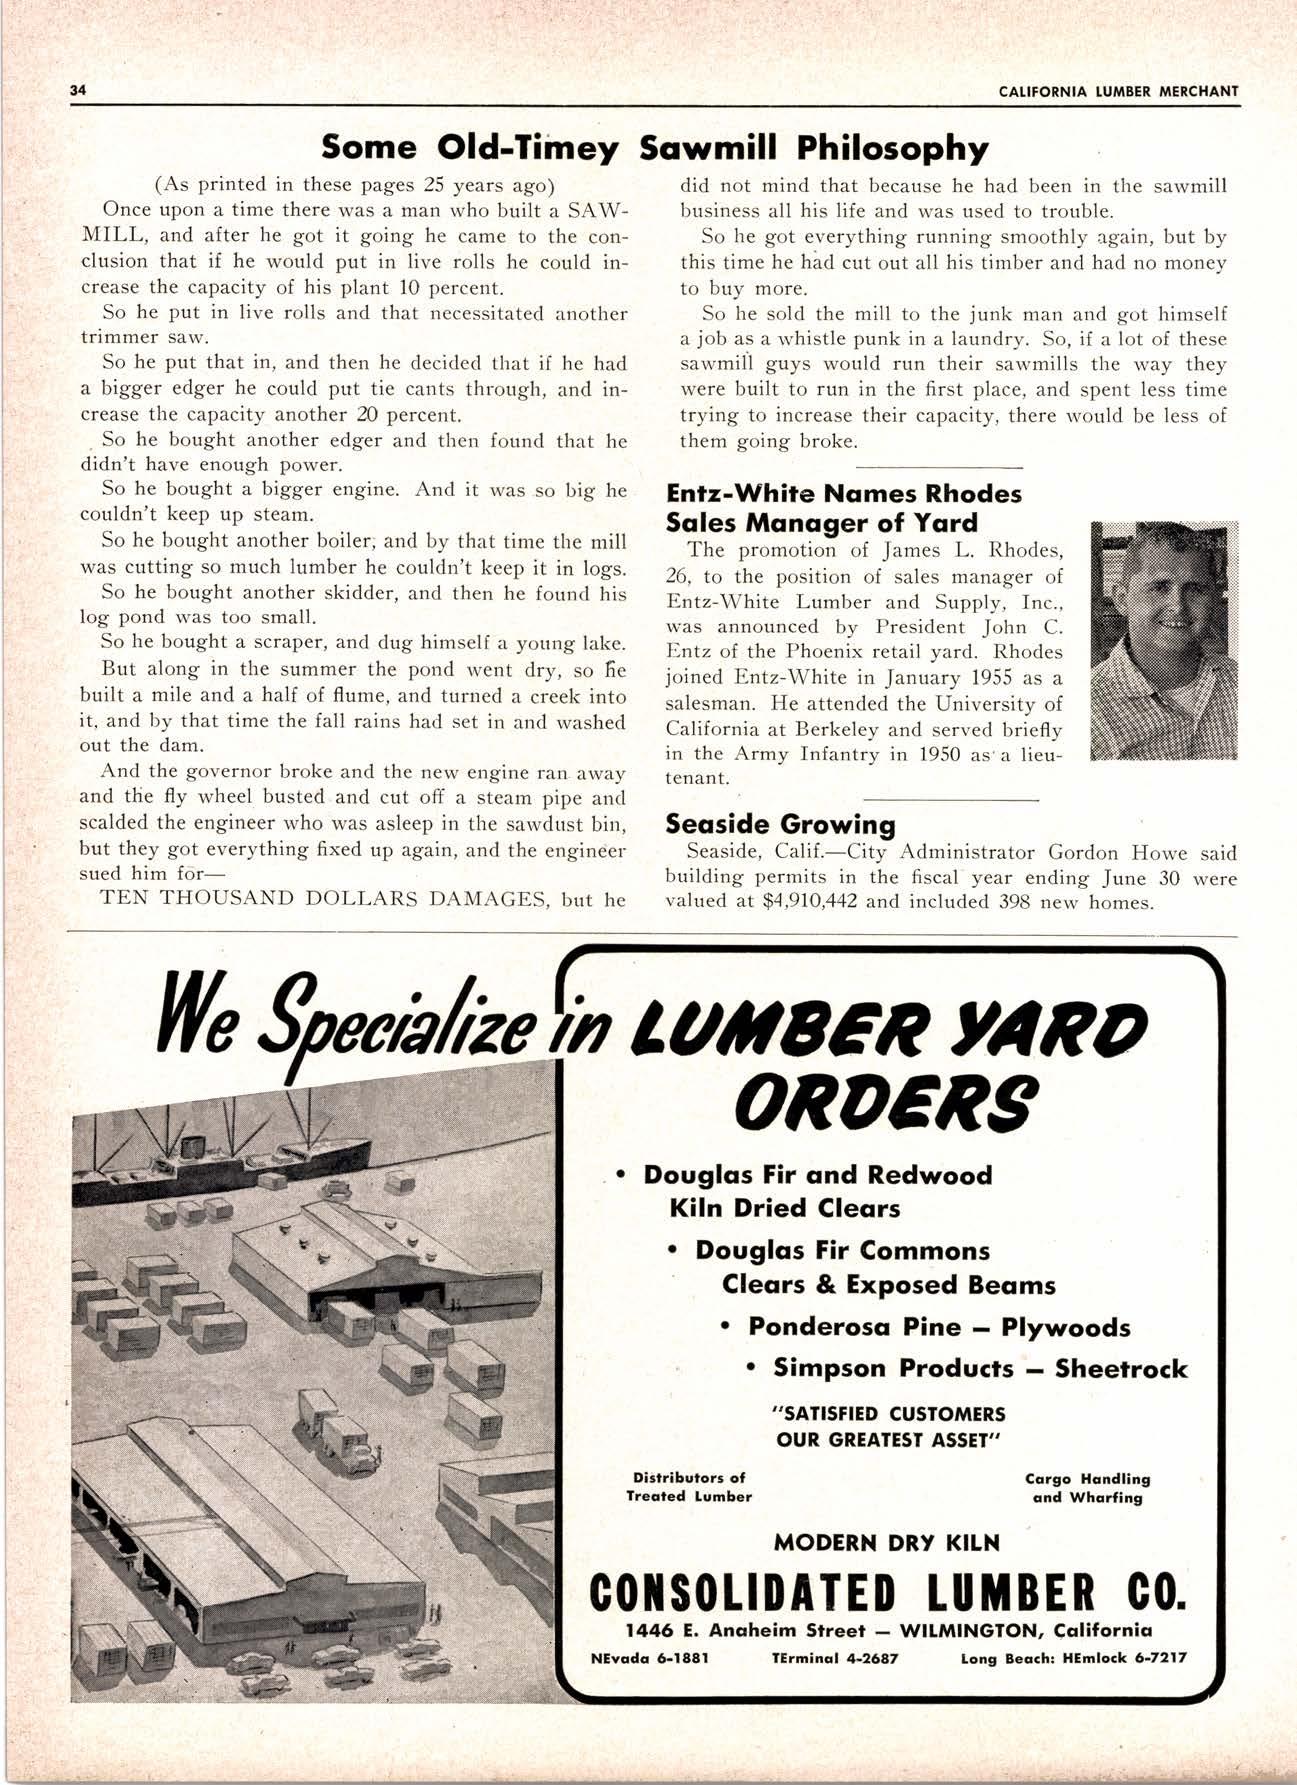 34
CALIFORNIA LUMBER MERCHANT
Some Old-Timey Sawmill Philosophy
(As printed in these pages 25 years ago)
Once upon a time there was a man who built a SAW-
MILL, and after he got it going he came to the con-
clusion that if he would put in live rolls he could in-
crease the capacity of his plant 10 percent.
So he put in live rolls and that necessitated another
trimmer saw.
So he put that in, and then he decided that if he had
a bigger edger he could put tie cants through, and in-
crease the capacity another 20 percent.
So he bought another edger and then found that he
didn't have enough power.
So he bought a bigger engine. And it was so big he
couldn't keep up steam.
So he bought another boiler, and by that time the mill
was cutting so much lumber he couldn't keep it in logs.
So he bought another skidder, and then he found his
log pond was too small.
So he bought a scraper, and dug himself a young lake.
But along in the summer the pond went dry, so he
built a mile and a half of flume, and turned a creek into
it, and by that time the fall rains had set in and washed
out the dam.
And the governor broke and the new engine ran away
and the fly wheel busted and cut off a steam pipe and
scalded the engineer who was asleep in the sawdust bin,
but they got everything fixed up again, and the engineer
sued him for—
TEN THOUSAND DOLLARS DAMAGES, but he
did not mind that because he had been in the sawmill
business all his life and was used to trouble.
So he got everything running smoothly again, but by
this time he had cut out all his timber and had no money
to buy more.
So he sold the mill to the junk man and got himself
a job as a whistle punk in a laundry. So, if a lot of these
sawmill guys would run their sawmills the way they
were built to run in the first place, and spent less time
trying to increase their capacity, there would be less of
them going broke.
Entz-White Names Rhodes
Sales Manager of Yard
The promotion of James L. Rhodes,
26, to the position of sales manager of
Entz-White Lumber and Supply, Inc.,
was announced by President John C.
Entz of the Phoenix retail yard. Rhodes
joined Entz-White in January 1955 as a
salesman. He attended the University of
California at Berkeley and served briefly
in the Army Infantry in 1950 as a lieu-
tenant.
Seaside Growing
Seaside, Calif.—City Administrator Gordon Howe said
building permits in the fiscal year ending June 30 were
valued at $4,910,442 and included 398 new homes.
We Specialize in LUMBER YARD
ORDERS
• Douglas Fir and Redwood
Kiln Dried Clears
• Douglas Fir Commons
Clears & Exposed Beams
• Ponderosa Pine — Plywoods
• Simpson Products — Sheetrock
"SATISFIED CUSTOMERS
OUR GREATEST ASSET"
Distributors of
Treated Lumber
Cargo Handling
and Wharfing
MODERN DRY KILN
CONSOLIDATED LUMBER CO.
1446 E. Anaheim Street — WILMINGTON, California
NEvada 6-1881 TErminal 4-2687 Long Beach: HEmlock 6-7217